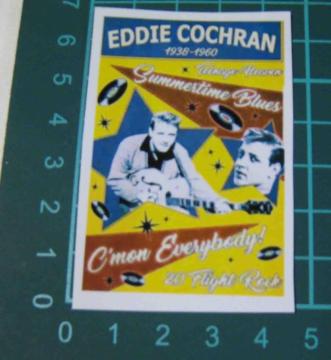 EDDIE COCHRAN
1938-1960
Teenage Heaven
Summertime Blues
C'mon Everybody!
20 Flight Rock
7
6
5
4
3
2
1
0
0 1 2 3 4 5